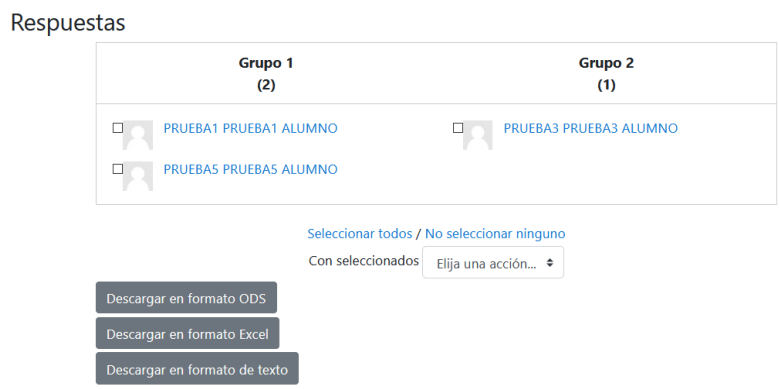 Respuestas
Grupo 1
(2)
Grupo 2
(1)
PRUEBA1 PRUEBA1 ALUMNO
PRUEBA3 PRUEBA3 ALUMNO
PRUEBA5 PRUEBA5 ALUMNO
Seleccionar todos / No seleccionar ninguno
Con seleccionados Elija una acción...
Descargar en formato ODS
Descargar en formato Excel
Descargar en formato de texto